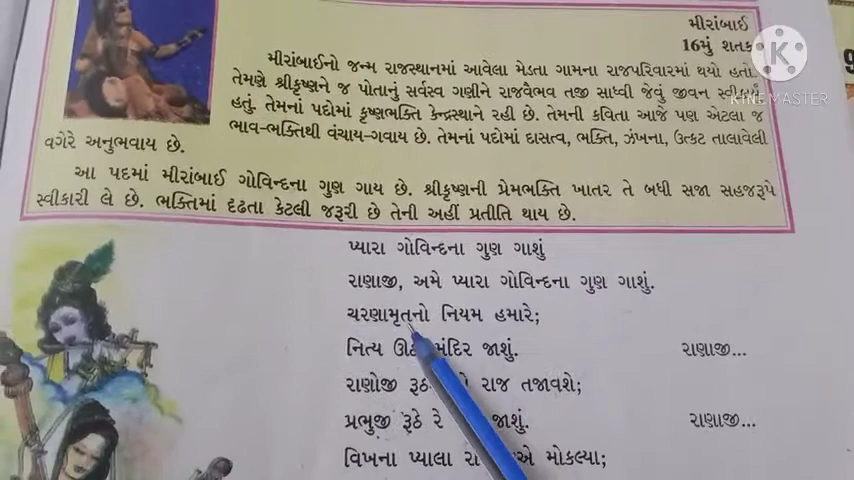 મીરાંબાઈ
16મું શતક
મીરાંબાઈનો જન્મ રાજસ્થાનમાં આવેલા મેડતા ગામના રાજપરિવારમાં થયો હતા
તેમણે શ્રીકૃષ્ણને જ પોતાનું સર્વસ્વ ગણીને રાજવૈભવ તજી સાધ્વી જેવું જીવન
હતું. તેમનાં પદોમાં કૃષ્ણભક્તિ કેન્દ્રસ્થાને રહી છે. તેમની કવિતા આજે પણ એટલા જ
ભાવ-ભક્તિથી વંચાય-ગવાય છે. તેમનાં પદોમાં દાસત્વ, ભક્તિ, ઝંખના, ઉત્કટ તાલાવેલી
વગેરે અનુભવાય છે.
આ પદમાં મીરાંબાઈ ગોવિન્દના ગુણ ગાય છે. શ્રીકૃષ્ણની પ્રેમભક્તિ ખાતર તે બધી સજા સહજરૂપે
સ્વીકારી લે છે. ભક્તિમાં દૃઢતા કેટલી જરૂરી છે તેની અહીં પ્રતીતિ થાય છે.
પ્યારા ગોવિન્દના ગુણ ગાશું
રાણાજી, અમે પ્યારા ગોવિન્દના ગુણ ગાશું.
ચરણામૃતનો નિયમ હમારે;
નિત્ય મંદિર જાશું. રાણાજી...
રાણોજી રાજ તજાવશે;
પ્રભુજી રૂઠે રે જાશું. રાણાજી...
વિખના પ્યાલા મોકલ્યા;
KINE MASTER
9